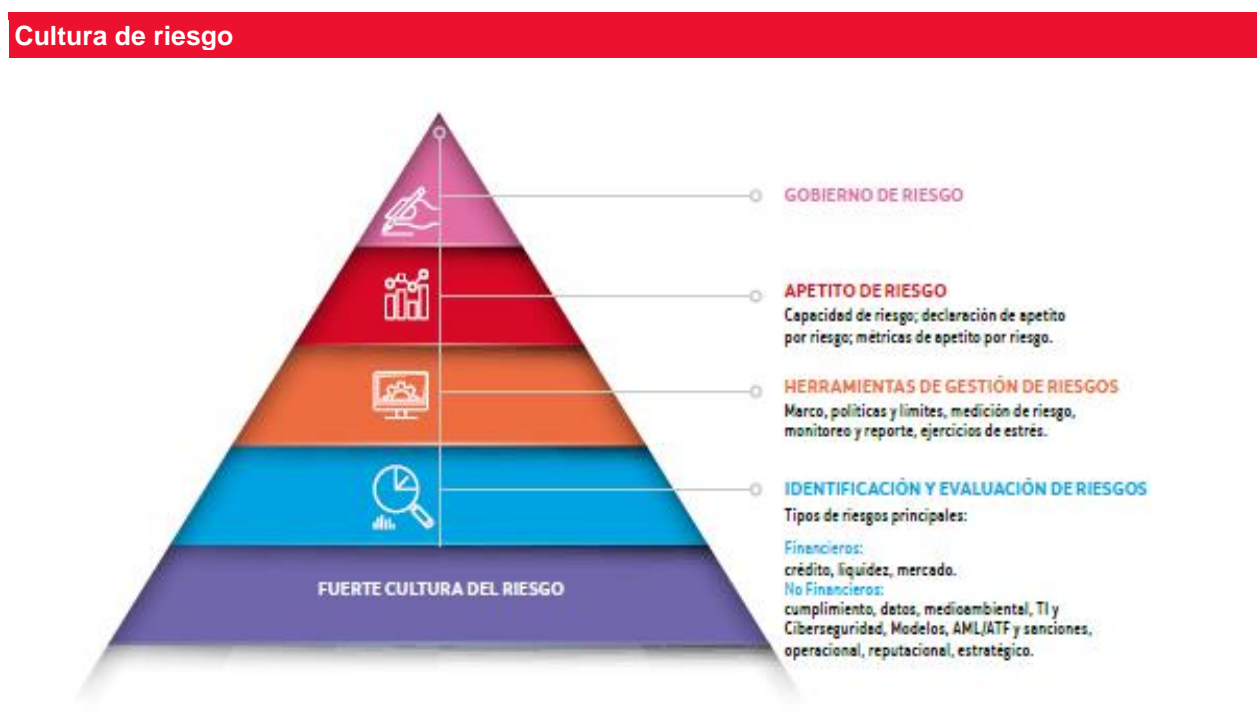 Cultura de riesgo
GOBIERNO DE RIESGO
APETITO DE RIESGO
Capacidad de riesgo; declaración de apetito
por riesgo; métricas de apetito por riesgo.
HERRAMIENTAS DE GESTIÓN DE RIESGOS
Marco, políticas y límites, medición de riesgo,
monitoreo y reporte, ejercicios de estrés.
IDENTIFICACIÓN Y EVALUACIÓN DE RIESGOS
Tipos de riesgos principales:
Financieros:
crédito, liquidez, mercado.
No Financieros:
cumplimiento, datos, medioambiental, TI y
Ciberseguridad, Modelos, AML/ATF y sanciones,
operacional, reputacional, estratégico.
FUERTE CULTURA DEL RIESGO